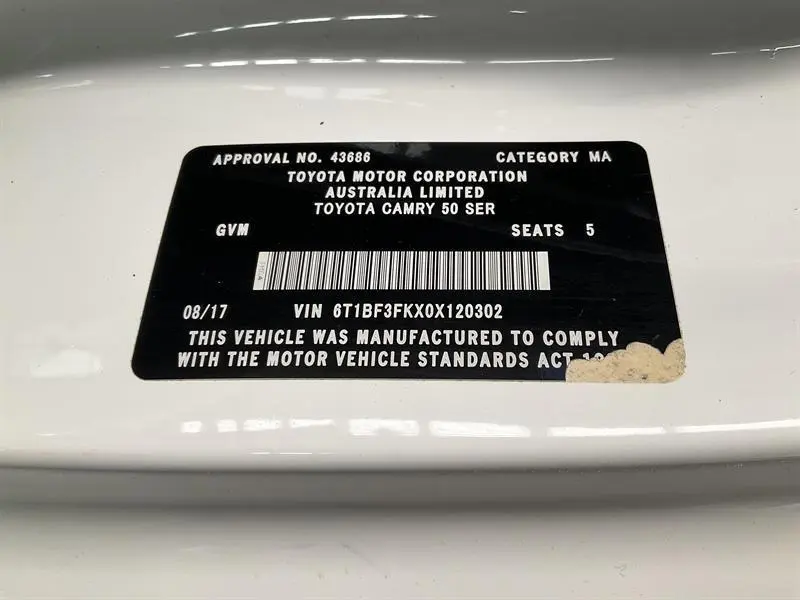 APPROVAL NO. 43686 CATEGORY MA
TOYOTA MOTOR CORPORATION
AUSTRALIA LIMITED
TOYOTA CAMRY 50 SER
GVM SEATS 5
08/17 VIN 6T1BF3FKX0X120302
THIS VEHICLE WAS MANUFACTURED TO COMPLY
WITH THE MOTOR VEHICLE STANDARDS ACT